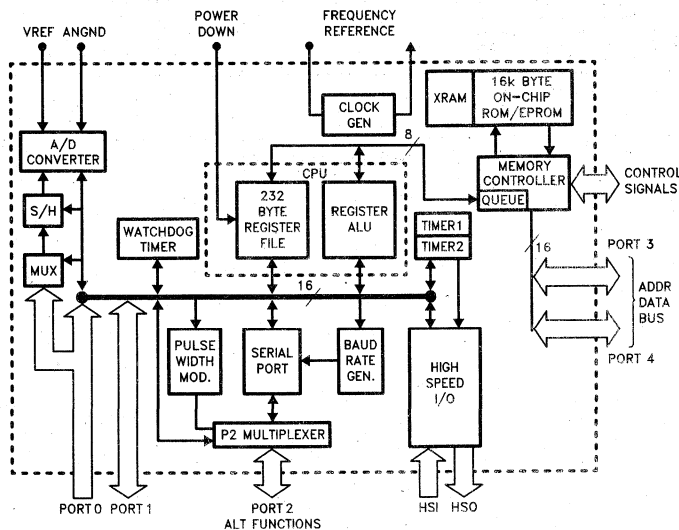 VREF ANGND
POWER
DOWN
FREQUENCY
REFERENCE
A/D
CONVERTER
S/H
MUX
CLOCK
GEN
XRAM
16k BYTE
ON-CHIP
ROM/EPROM
8
MEMORY
CONTROLLER
QUEUE
CONTROL
SIGNALS
CPU
232
BYTE
REGISTER
FILE
REGISTER
ALU
WATCHDOG
TIMER
TIMER1
TIMER2
16
PORT 3
ADDR
DATA
BUS
PORT 4
16
PULSE
WIDTH
MOD.
SERIAL
PORT
BAUD
RATE
GEN.
HIGH
SPEED
I/O
P2 MULTIPLEXER
PORT 0 PORT 1
PORT 2
ALT FUNCTIONS
HSI HSO